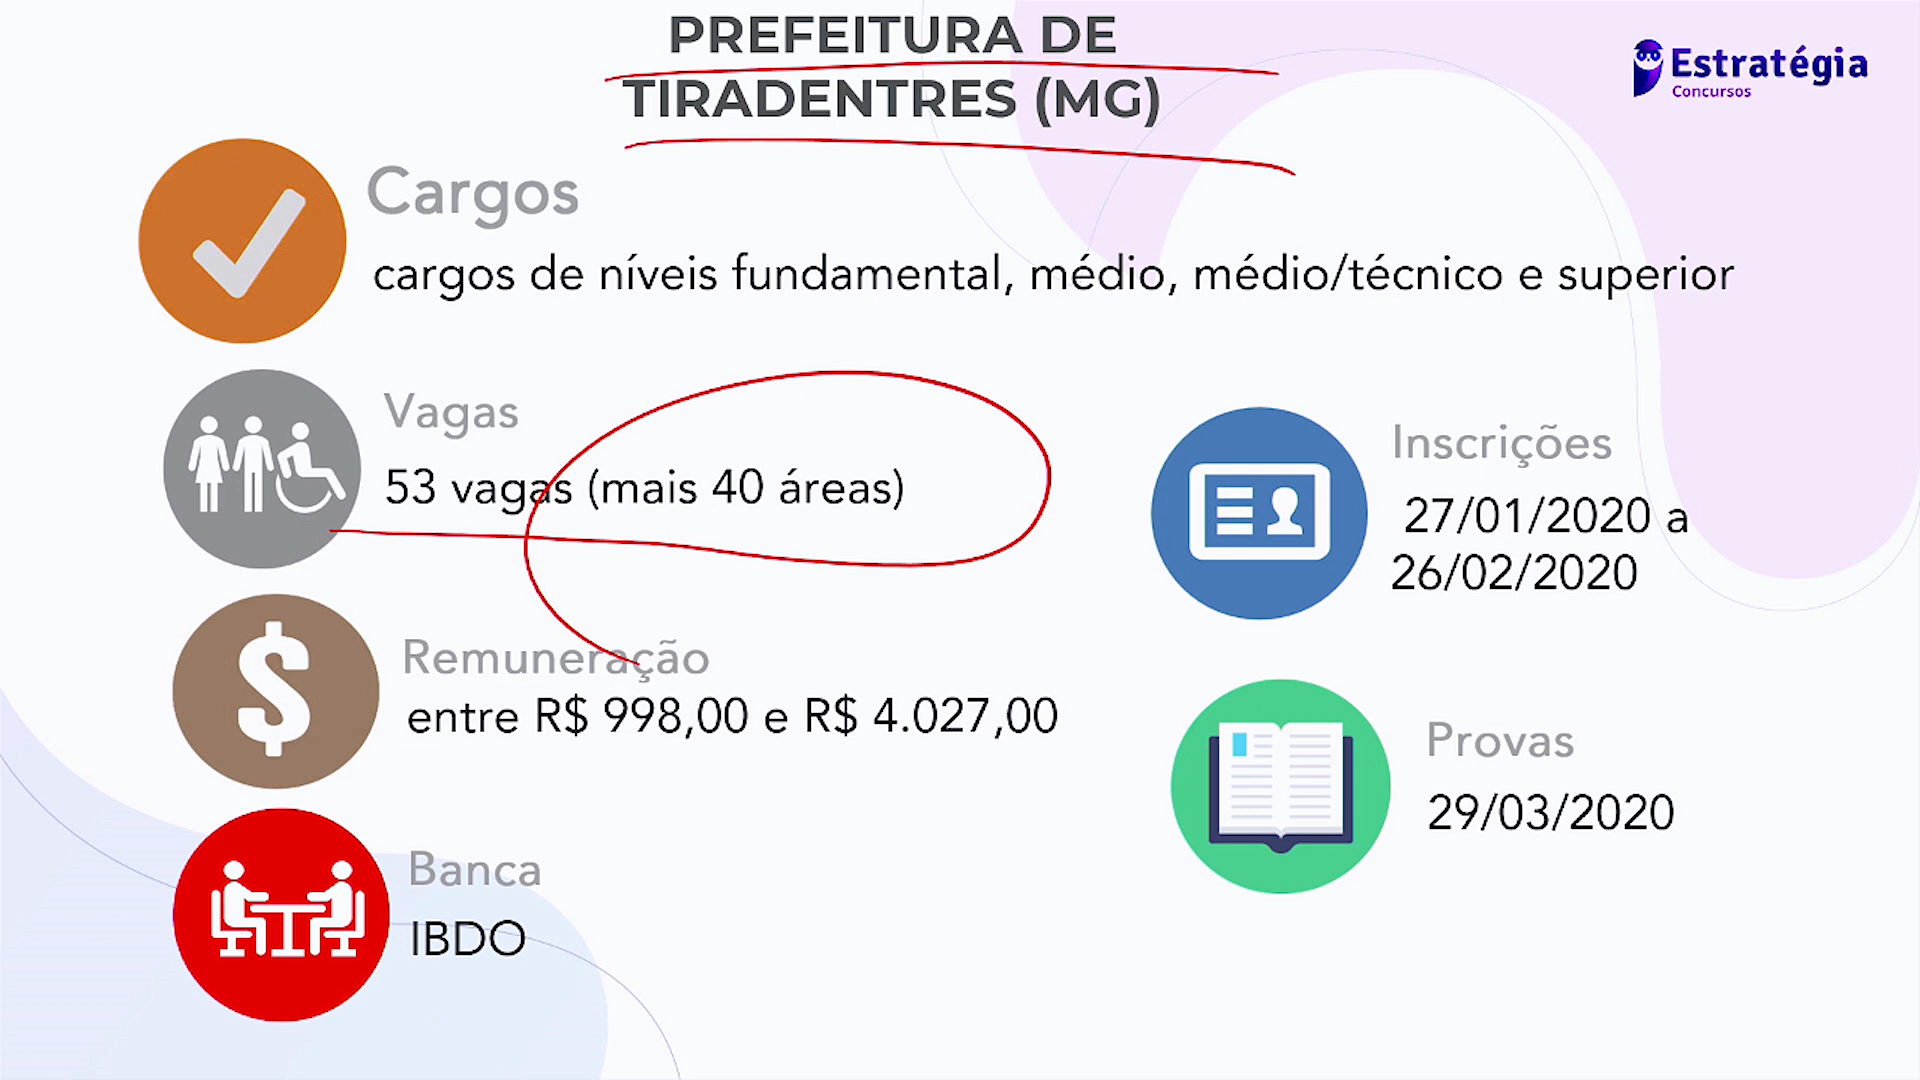 PREFEITURA DE
TIRADENTRES (MG)
Estratégia
Concursos
Cargos
cargos de níveis fundamental, médio, médio/técnico e superior
Vagas
53 vagas (mais 40 áreas)
Remuneração
entre R$ 998,00 e R$ 4.027,00
Banca
IBDO
Inscrições
27/01/2020 a
26/02/2020
Provas
29/03/2020